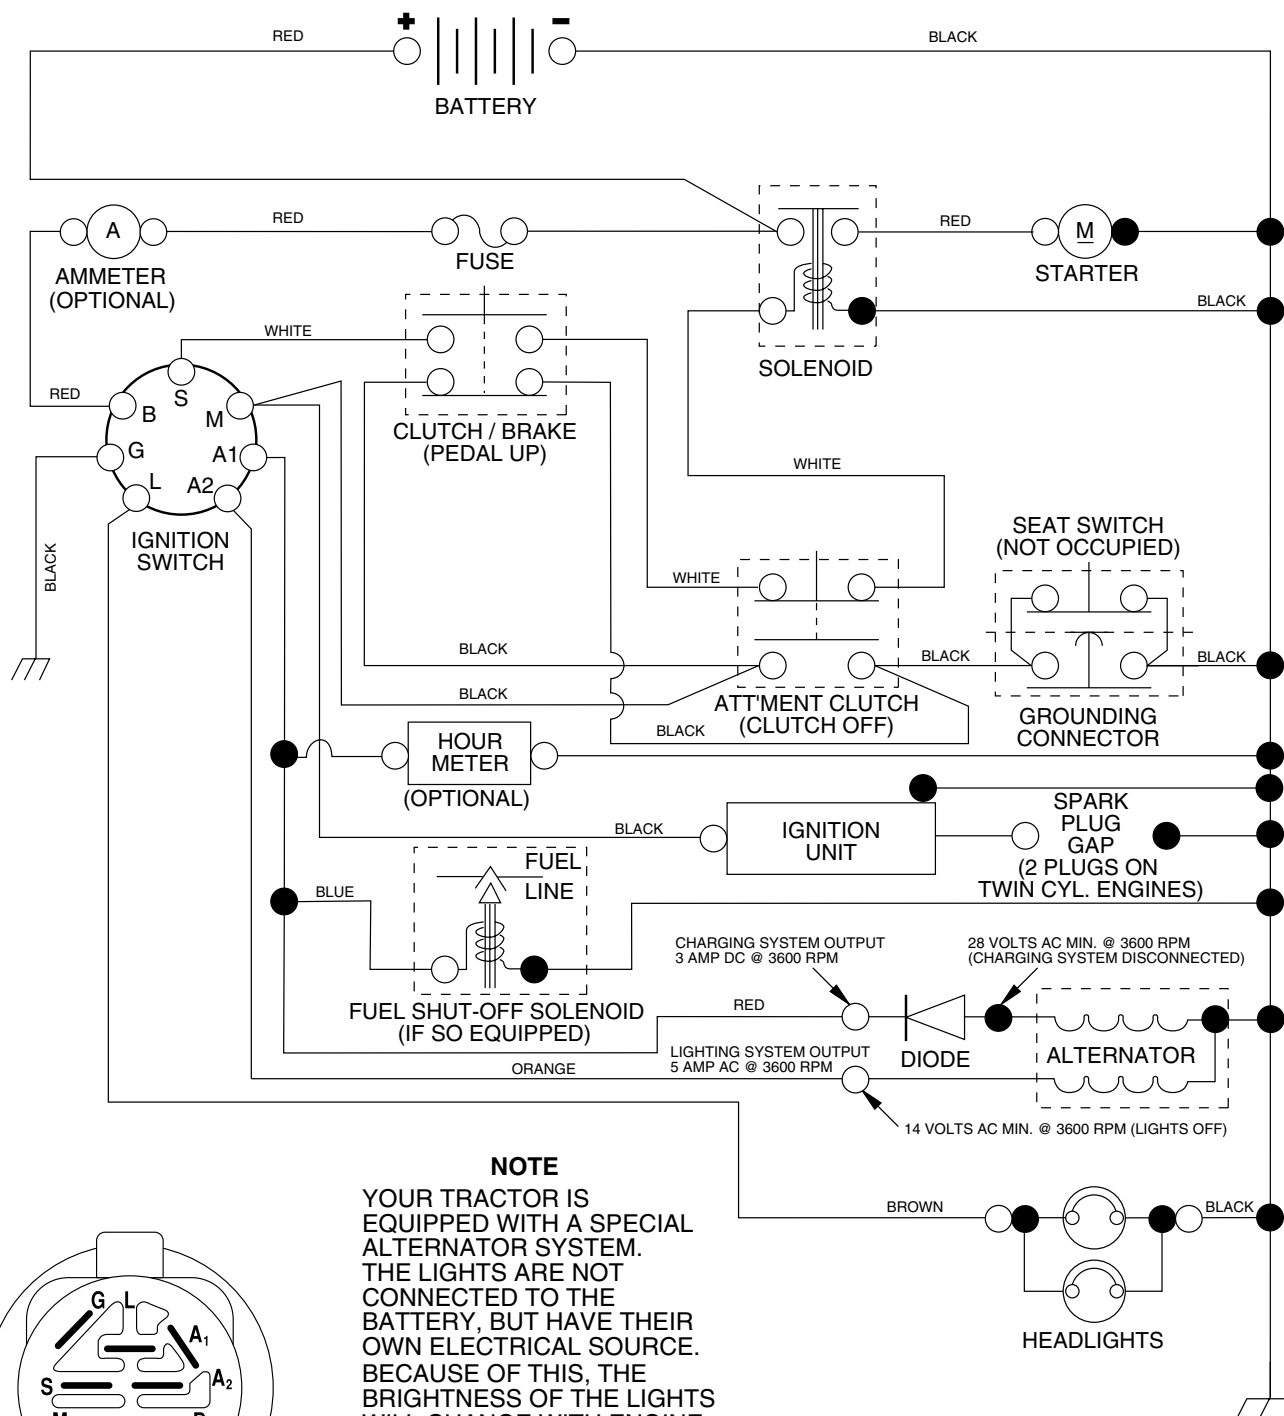 +
−
RED
BLACK
BATTERY
A
RED
RED
M
AMMETER
(OPTIONAL)
FUSE
STARTER
BLACK
WHITE
SOLENOID
RED
S
B
M
G
A1
L
A2
CLUTCH / BRAKE
(PEDAL UP)
WHITE
IGNITION
SWITCH
BLACK
SEAT SWITCH
(NOT OCCUPIED)
WHITE
BLACK
BLACK
BLACK
BLACK
ATT'MENT CLUTCH
(CLUTCH OFF)
GROUNDING
CONNECTOR
BLACK
HOUR
METER
(OPTIONAL)
BLACK
IGNITION
UNIT
SPARK
PLUG
GAP
(2 PLUGS ON
TWIN CYL. ENGINES)
FUEL
LINE
BLUE
CHARGING SYSTEM OUTPUT
3 AMP DC @ 3600 RPM
28 VOLTS AC MIN. @ 3600 RPM
(CHARGING SYSTEM DISCONNECTED)
FUEL SHUT-OFF SOLENOID
(IF SO EQUIPPED)
RED
DIODE
ALTERNATOR
LIGHTING SYSTEM OUTPUT
5 AMP AC @ 3600 RPM
ORANGE
14 VOLTS AC MIN. @ 3600 RPM (LIGHTS OFF)
NOTE
YOUR TRACTOR IS
EQUIPPED WITH A SPECIAL
ALTERNATOR SYSTEM.
THE LIGHTS ARE NOT
CONNECTED TO THE
BATTERY, BUT HAVE THEIR
OWN ELECTRICAL SOURCE.
BECAUSE OF THIS, THE
BRIGHTNESS OF THE LIGHTS
WILL CHANGE WITH ENGINE
BROWN
BLACK
HEADLIGHTS
G
L
A1
A2
S
M
B